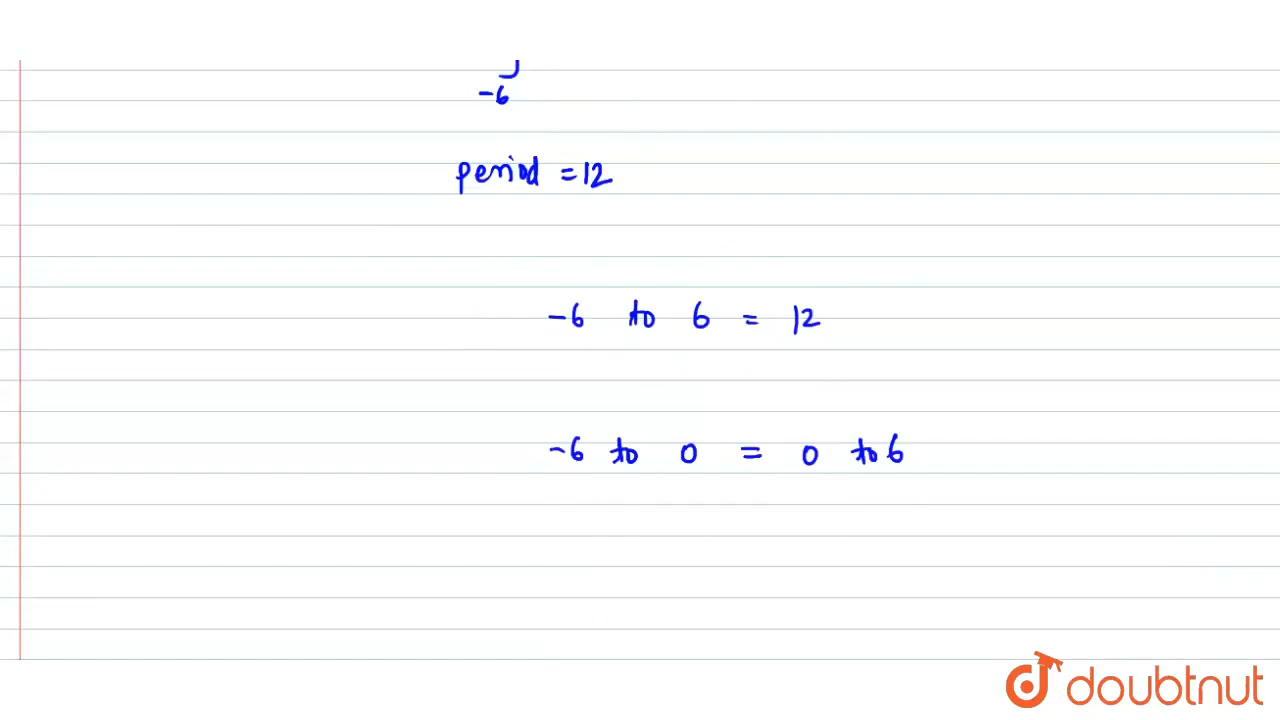 -6
period = 12
-6 to 6 = 12
-6 to 0 = 0 to 6
doubtnut